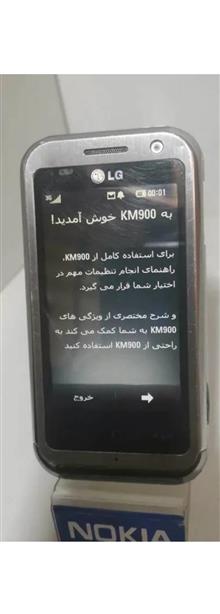 LG
3G 00:01
به KM900 خوش آمدید!
برای استفاده کامل از KM900،
راهنمای انجام تنظیمات مهم در
اختیار شما قرار می گیرد.
و شرح مختصری از ویژگی های
KM900 به شما کمک می کند به
راحتی از KM900 استفاده کنید
خروج
NOKIA